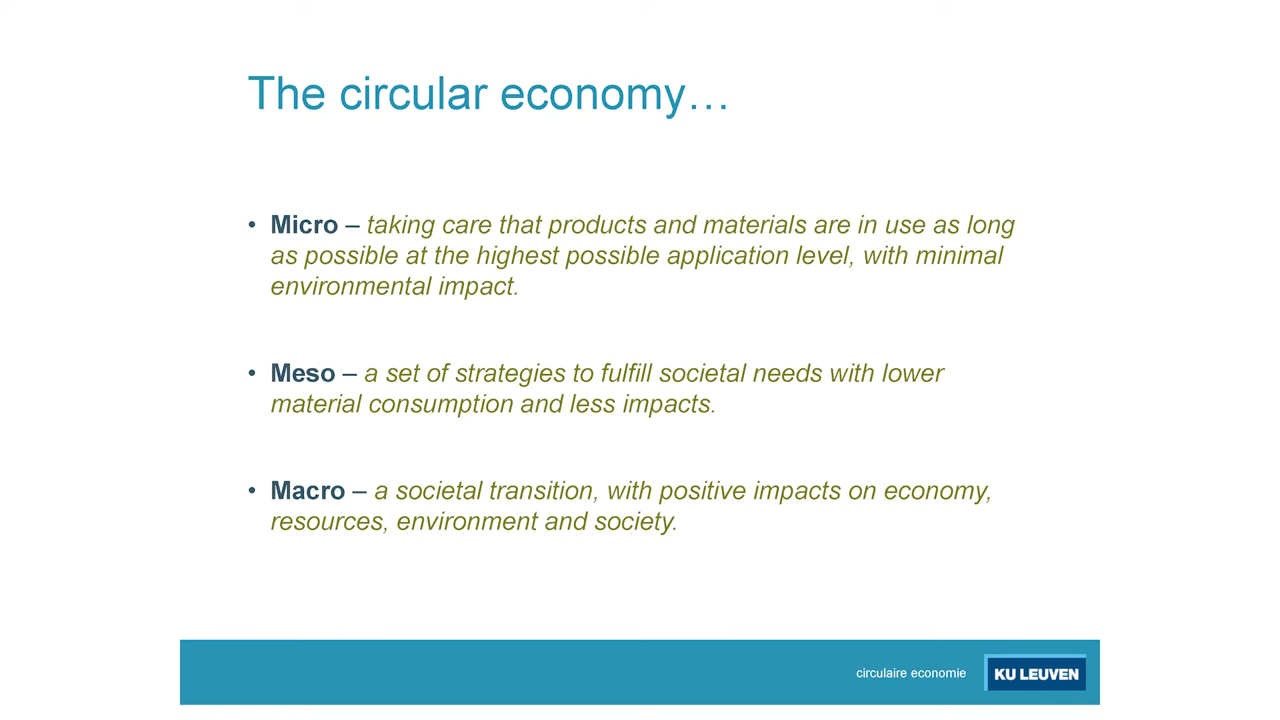 The circular economy…
• Micro – taking care that products and materials are in use as long
as possible at the highest possible application level, with minimal
environmental impact.
• Meso – a set of strategies to fulfill societal needs with lower
material consumption and less impacts.
• Macro – a societal transition, with positive impacts on economy,
resources, environment and society.
circulaire economie
KU LEUVEN